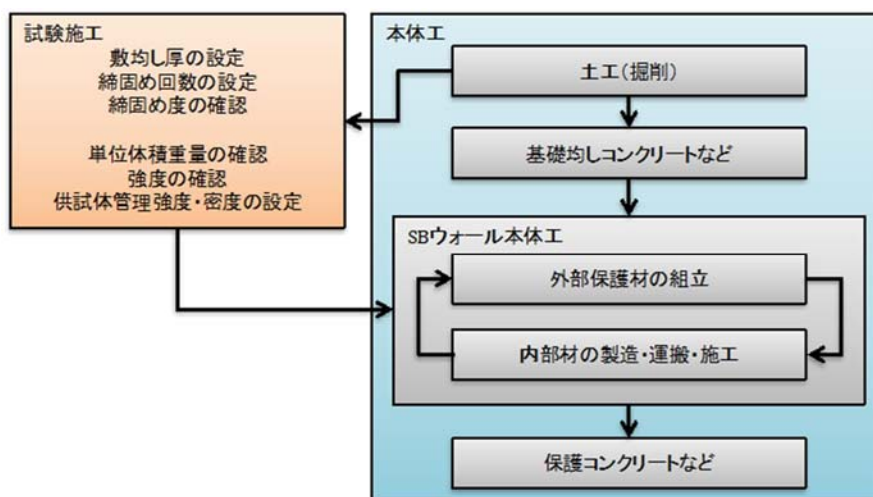 試験施工
敷均し厚の設定
締固め回数の設定
締固め度の確認
単位体積重量の確認
強度の確認
供試体管理強度・密度の設定
本体工
土工(掘削)
基礎均しコンクリートなど
SBウォール本体工
外部保護材の組立
内部材の製造・運搬・施工
保護コンクリートなど